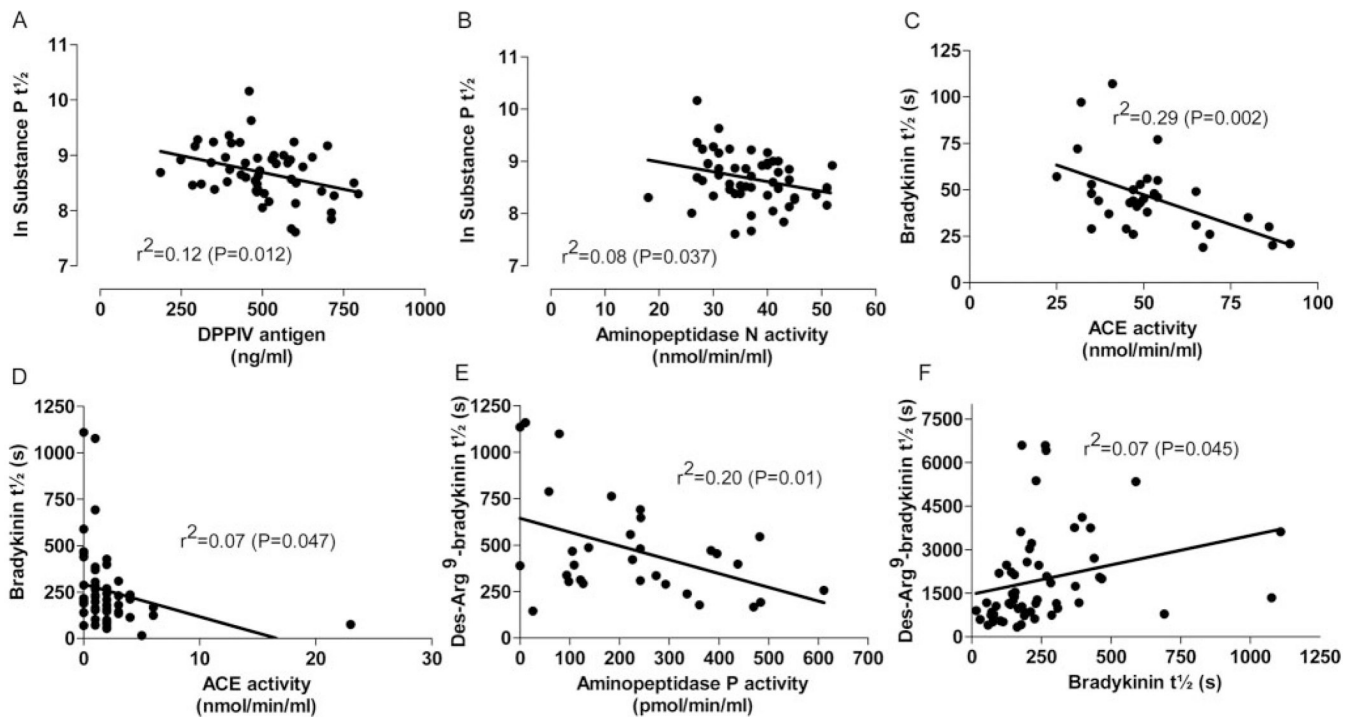 A
ln Substance P t½
11
10
9
8
7
r²=0.12 (P=0.012)
0 250 500 750 1000
DPPIV antigen
(ng/ml)
B
ln Substance P t½
11
10
9
8
7
r²=0.08 (P=0.037)
0 10 20 30 40 50 60
Aminopeptidase N activity
(nmol/min/ml)
C
Bradykinin t½ (s)
125
100
75
50
25
0
r²=0.29 (P=0.002)
25 50 75 100
ACE activity
(nmol/min/ml)
D
Bradykinin t½ (s)
1250
1000
750
500
250
0
r²=0.07 (P=0.047)
0 10 20 30
ACE activity
(nmol/min/ml)
E
Des-Arg⁹-bradykinin t½ (s)
1250
1000
750
500
250
0
r²=0.20 (P=0.01)
0 100 200 300 400 500 600 700
Aminopeptidase P activity
(pmol/min/ml)
F
Des-Arg⁹-bradykinin t½ (s)
7500
6000
4500
3000
1500
0
r²=0.07 (P=0.045)
0 250 500 750 1000 1250
Bradykinin t½ (s)